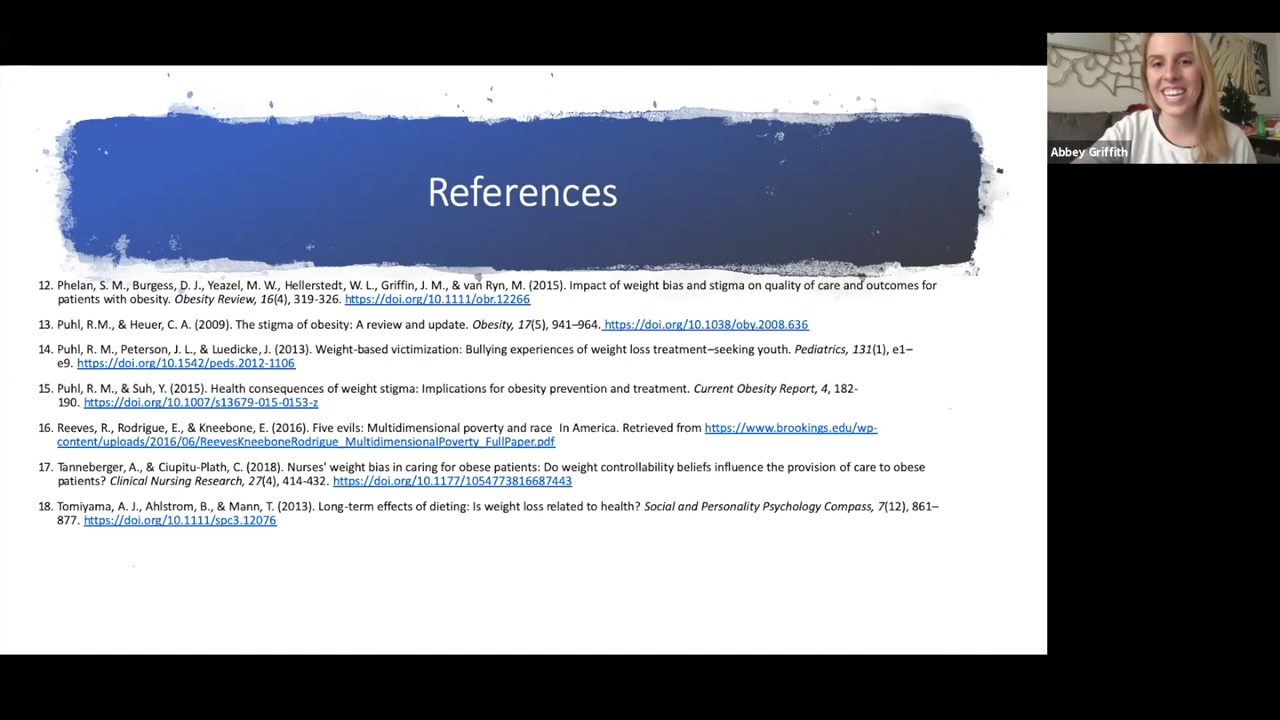 References
12. Phelan, S. M., Burgess, D. J., Yeazel, M. W., Hellerstedt, W. L., Griffin, J. M., & van Ryn, M. (2015). Impact of weight bias and stigma on quality of care and outcomes for
patients with obesity. Obesity Review, 16(4), 319-326. https://doi.org/10.1111/obr.12266
13. Puhl, R.M., & Heuer, C. A. (2009). The stigma of obesity: A review and update. Obesity, 17(5), 941–964. https://doi.org/10.1038/oby.2008.636
14. Puhl, R. M., Peterson, J. L., & Luedicke, J. (2013). Weight-based victimization: Bullying experiences of weight loss treatment–seeking youth. Pediatrics, 131(1), e1–
e9. https://doi.org/10.1542/peds.2012-1106
15. Puhl, R. M., & Suh, Y. (2015). Health consequences of weight stigma: Implications for obesity prevention and treatment. Current Obesity Report, 4, 182-
190. https://doi.org/10.1007/s13679-015-0153-z
16. Reeves, R., Rodrigue, E., & Kneebone, E. (2016). Five evils: Multidimensional poverty and race In America. Retrieved from https://www.brookings.edu/wp-
content/uploads/2016/06/ReevesKneeboneRodrigue_MultidimensionalPoverty_FullPaper.pdf
17. Tanneberger, A., & Ciupitu-Plath, C. (2018). Nurses' weight bias in caring for obese patients: Do weight controllability beliefs influence the provision of care to obese
patients? Clinical Nursing Research, 27(4), 414-432. https://doi.org/10.1177/1054773816687443
18. Tomiyama, A. J., Ahlstrom, B., & Mann, T. (2013). Long-term effects of dieting: Is weight loss related to health? Social and Personality Psychology Compass, 7(12), 861–
877. https://doi.org/10.1111/spc3.12076
Abbey Griffith